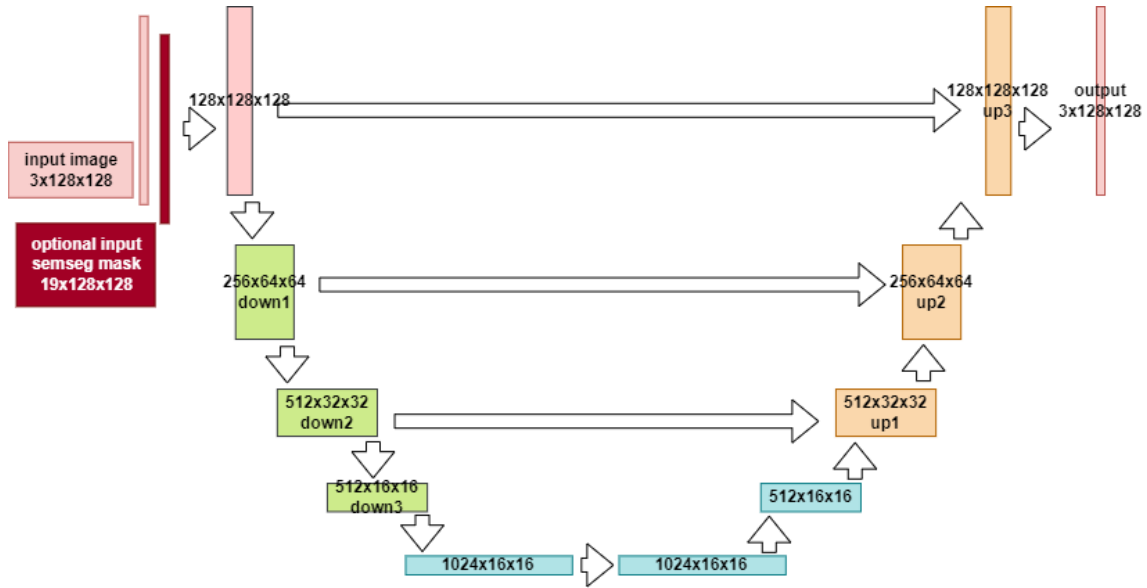 input image
3x128x128
optional input
semseg mask
19x128x128
128x128x128
256x64x64
down1
512x32x32
down2
512x16x16
down3
1024x16x16
1024x16x16
512x16x16
512x32x32
up1
256x64x64
up2
128x128x128
up3
output
3x128x128